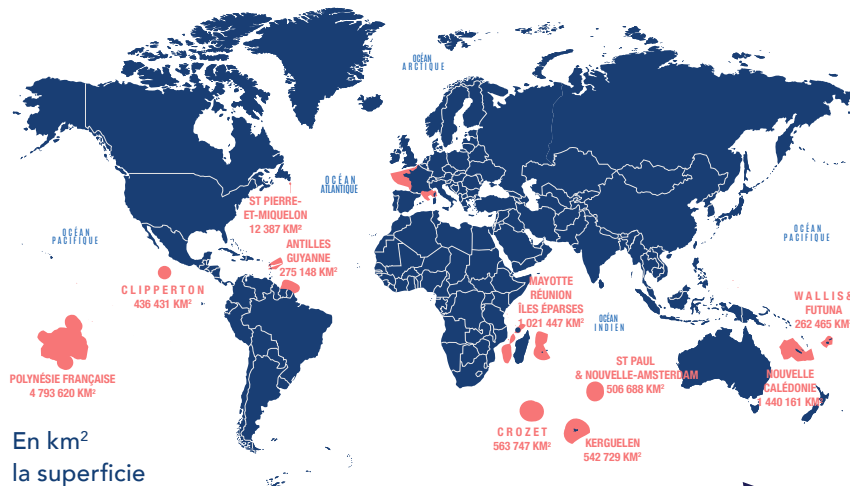 OCÉAN
ARCTIQUE
OCÉAN
ATLANTIQUE
ST PIERRE-
ET-MIQUELON
12 387 KM²
OCÉAN
PACIFIQUE
ANTILLES
GUYANNE
275 148 KM²
OCÉAN
PACIFIQUE
CLIPPERTON
436 431 KM²
MAYOTTE
RÉUNION
ÎLES ÉPARSES
1 021 447 KM²
OCÉAN
INDIEN
WALLIS &
FUTUNA
262 465 KM²
POLYNÉSIE FRANÇAISE
4 793 620 KM²
ST PAUL
& NOUVELLE-AMSTERDAM
506 688 KM²
NOUVELLE
CALÉDONIE
1 440 161 KM²
CROZET
563 747 KM²
KERGUELEN
542 729 KM²
En km²
la superficie